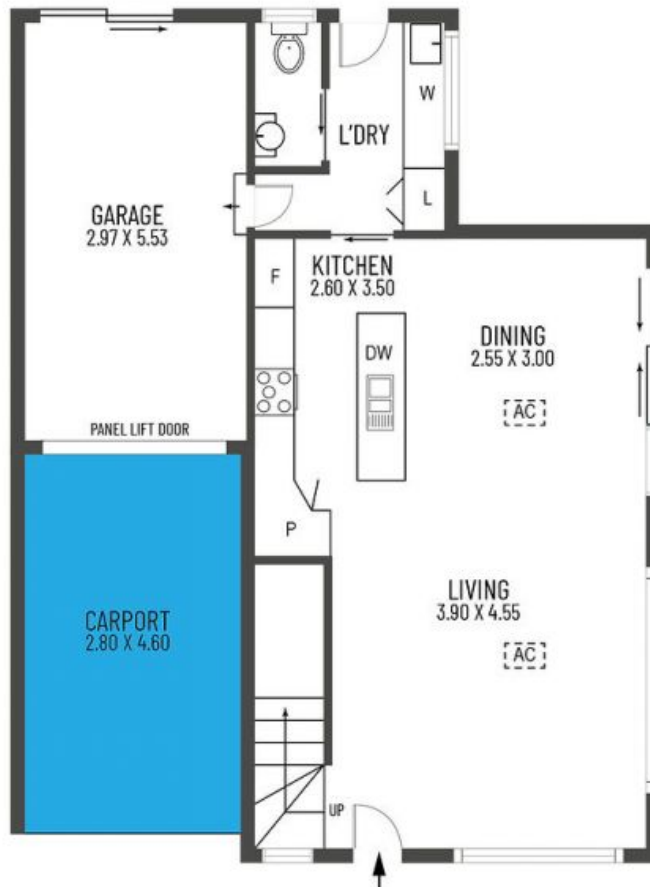 L'DRY
W
L
GARAGE
2.97 X 5.53
F
KITCHEN
2.60 X 3.50
DINING
2.55 X 3.00
DW
AC
PANEL LIFT DOOR
P
LIVING
3.90 X 4.55
CARPORT
2.80 X 4.60
AC
UP